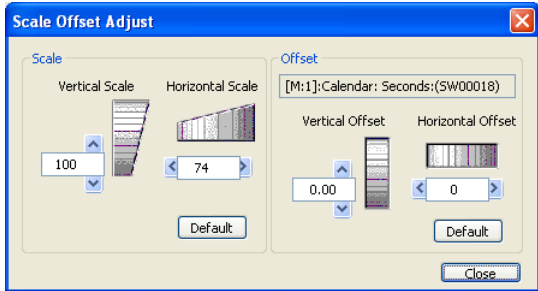 Scale Offset Adjust
Scale
Vertical Scale
Horizontal Scale
100
74
Default
Offset
[M:1]:Calendar: Seconds:(SW00018)
Vertical Offset
Horizontal Offset
0.00
0
Default
Close